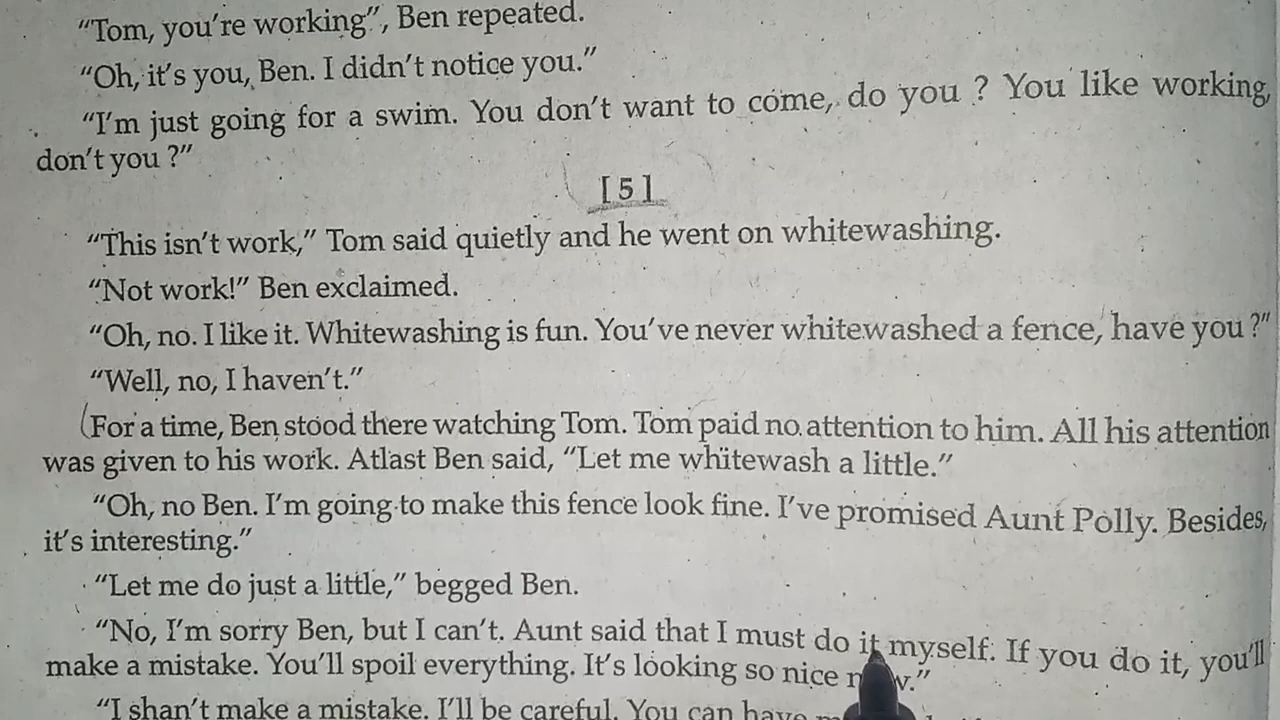 “Tom, you’re working”, Ben repeated.
“Oh, it’s you, Ben. I didn’t notice you.”
“I’m just going for a swim. You don’t want to come, do you ? You like working,
don’t you ?”
[ 5 ]
“This isn’t work,” Tom said quietly and he went on whitewashing.
“Not work!” Ben exclaimed.
“Oh, no. I like it. Whitewashing is fun. You’ve never whitewashed a fence, have you ?”
“Well, no, I haven’t.”
(For a time, Ben stood there watching Tom. Tom paid no attention to him. All his attention
was given to his work. Atlast Ben said, “Let me whitewash a little.”
“Oh, no Ben. I’m going to make this fence look fine. I’ve promised Aunt Polly. Besides,
it’s interesting.”
“Let me do just a little,” begged Ben.
“No, I’m sorry Ben, but I can’t. Aunt said that I must do it myself. If you do it, you’ll
make a mistake. You’ll spoil everything. It’s looking so nice
“I shan’t make a mistake. I’ll be careful. You can have